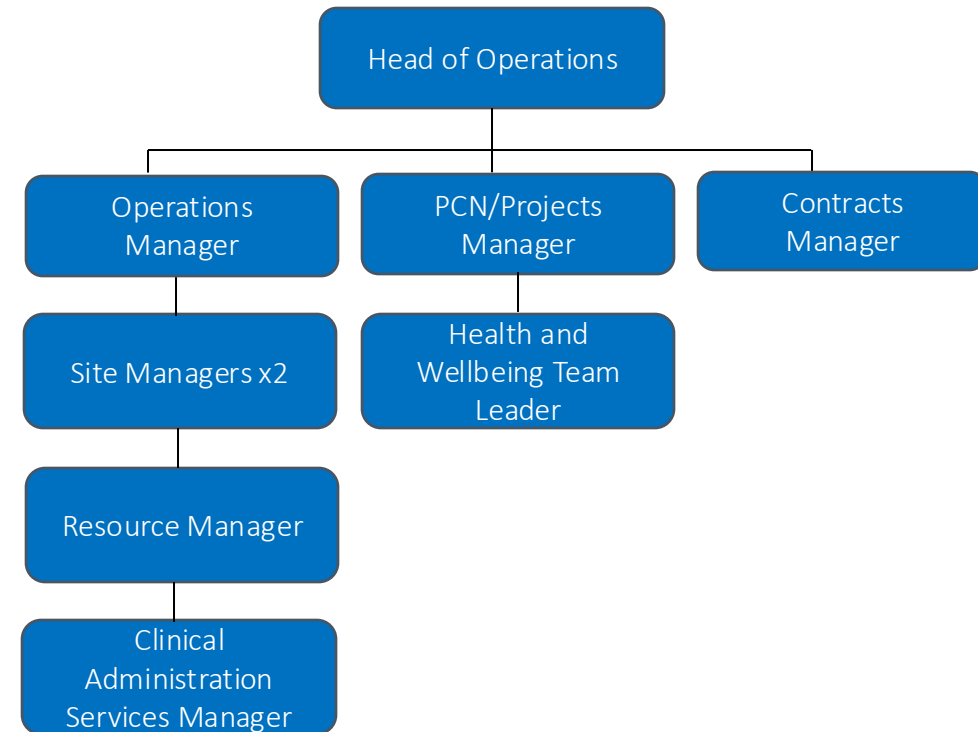 Head of Operations
Operations
Manager
PCN/Projects
Manager
Contracts
Manager
Site Managers x2
Health and
Wellbeing Team
Leader
Resource Manager
Clinical
Administration
Services Manager